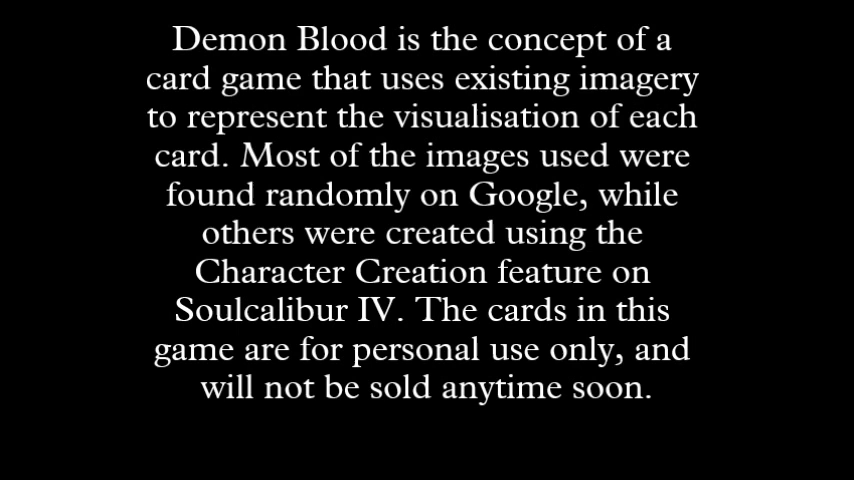 Demon Blood is the concept of a
card game that uses existing imagery
to represent the visualisation of each
card. Most of the images used were
found randomly on Google, while
others were created using the
Character Creation feature on
Soulcalibur IV. The cards in this
game are for personal use only, and
will not be sold anytime soon.